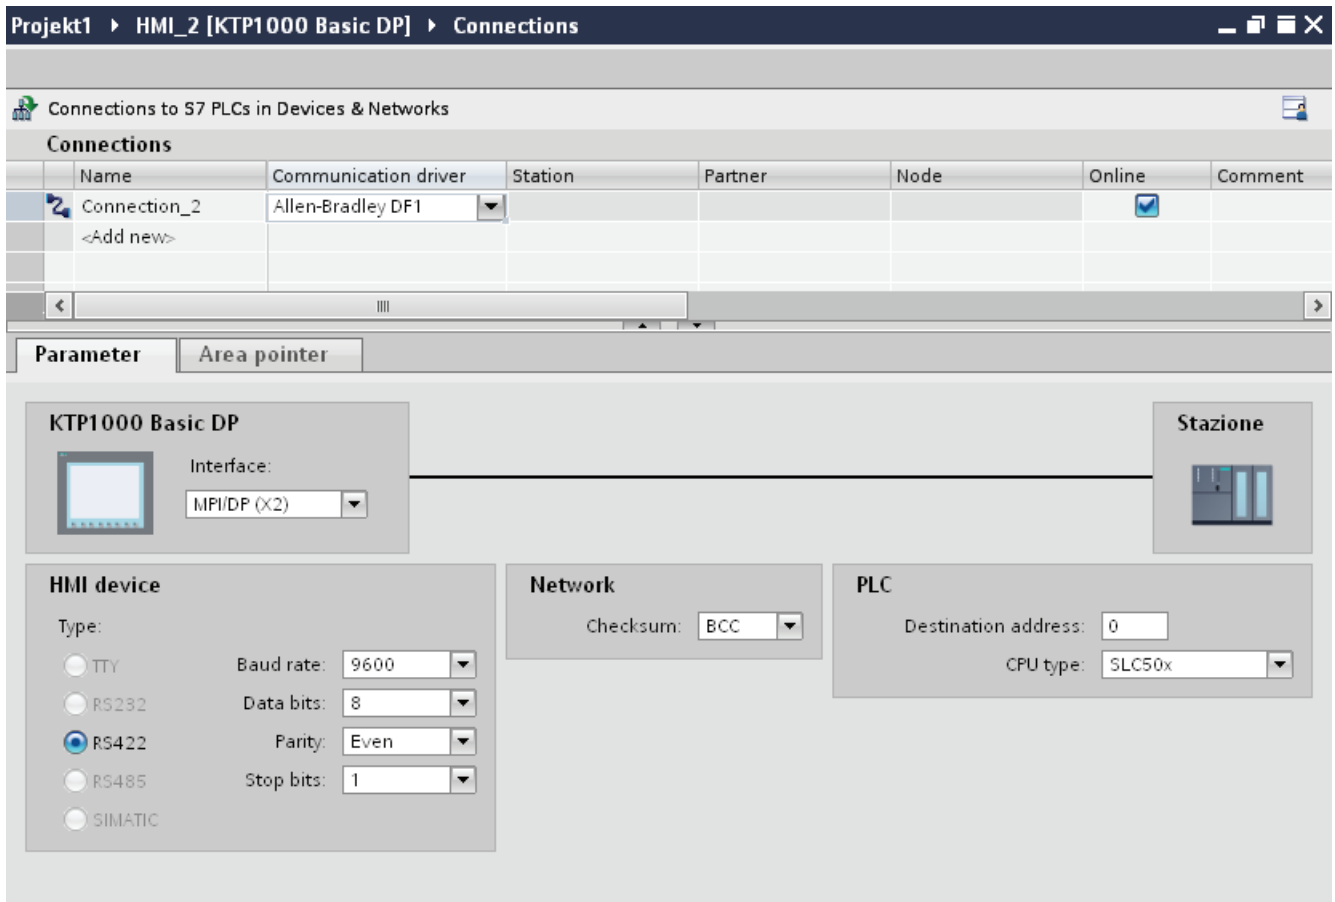 Projekt1 ▸ HMI_2 [KTP1000 Basic DP] ▸ Connections
Connections to S7 PLCs in Devices & Networks
Connections
Name Communication driver Station Partner Node Online Comment
Connection_2 Allen-Bradley DF1
<Add new>
Parameter Area pointer
KTP1000 Basic DP Stazione
Interface:
MPI/DP (X2)
HMI device
Type:
TTY Baud rate: 9600
RS232 Data bits: 8
RS422 Parity: Even
RS485 Stop bits: 1
SIMATIC
Network
Checksum: BCC
PLC
Destination address: 0
CPU type: SLC50x